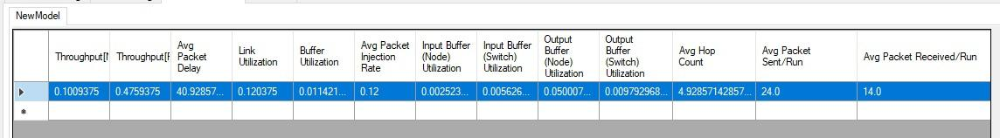 NewModel
Throughput[ Throughput[F Avg Packet Delay Link Utilization Buffer Utilization Avg Packet Injection Rate Input Buffer (Node) Utilization Input Buffer (Switch) Utilization Output Buffer (Node) Utilization Output Buffer (Switch) Utilization Avg Hop Count Avg Packet Sent/Run Avg Packet Received/Run
0.1009375 0.4759375 40.92857... 0.120375 0.011421... 0.12 0.002523... 0.005626... 0.050007... 0.009792968... 4.92857142857... 24.0 14.0